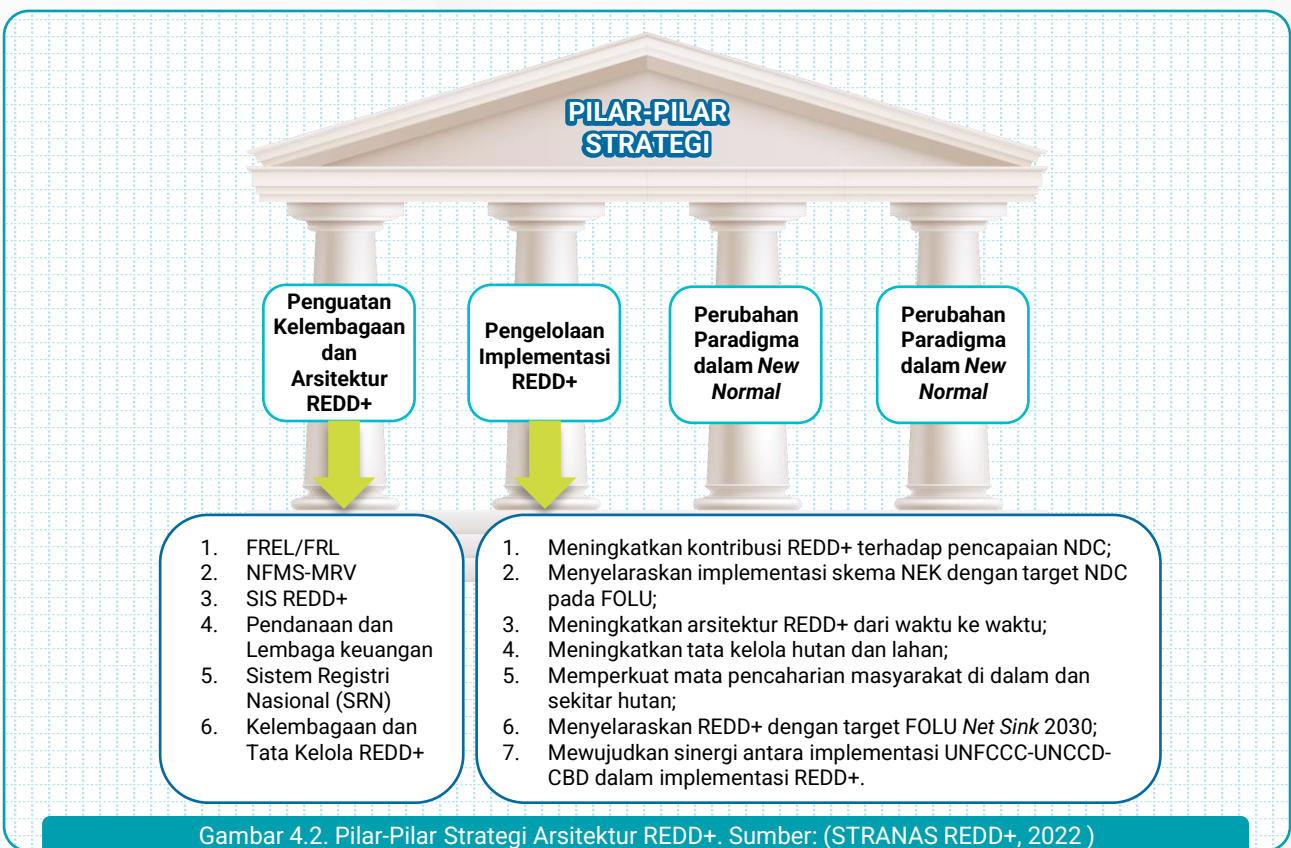 PILAR-PILAR
STRATEGI
Penguatan
Kelembagaan
dan
Arsitektur
REDD+
Pengelolaan
Implementasi
REDD+
Perubahan
Paradigma
dalam New
Normal
Perubahan
Paradigma
dalam New
Normal
1. FREL/FRL
2. NFMS-MRV
3. SIS REDD+
4. Pendanaan dan
Lembaga keuangan
5. Sistem Registri
Nasional (SRN)
6. Kelembagaan dan
Tata Kelola REDD+
1. Meningkatkan kontribusi REDD+ terhadap pencapaian NDC;
2. Menyelaraskan implementasi skema NEK dengan target NDC
pada FOLU;
3. Meningkatkan arsitektur REDD+ dari waktu ke waktu;
4. Meningkatkan tata kelola hutan dan lahan;
5. Memperkuat mata pencaharian masyarakat di dalam dan
sekitar hutan;
6. Menyelaraskan REDD+ dengan target FOLU Net Sink 2030;
7. Mewujudkan sinergi antara implementasi UNFCCC-UNCCD-
CBD dalam implementasi REDD+.
Gambar 4.2. Pilar-Pilar Strategi Arsitektur REDD+. Sumber: (STRANAS REDD+, 2022 )